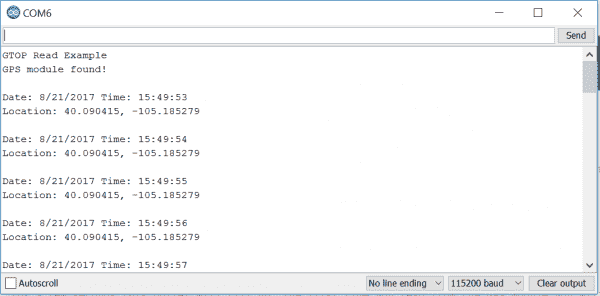 COM6
Send
GTOP Read Example
GPS module found!
Date: 8/21/2017 Time: 15:49:53
Location: 40.090415, -105.185279
Date: 8/21/2017 Time: 15:49:54
Location: 40.090415, -105.185279
Date: 8/21/2017 Time: 15:49:55
Location: 40.090415, -105.185279
Date: 8/21/2017 Time: 15:49:56
Location: 40.090415, -105.185279
Date: 8/21/2017 Time: 15:49:57
Autoscroll No line ending 115200 baud Clear output